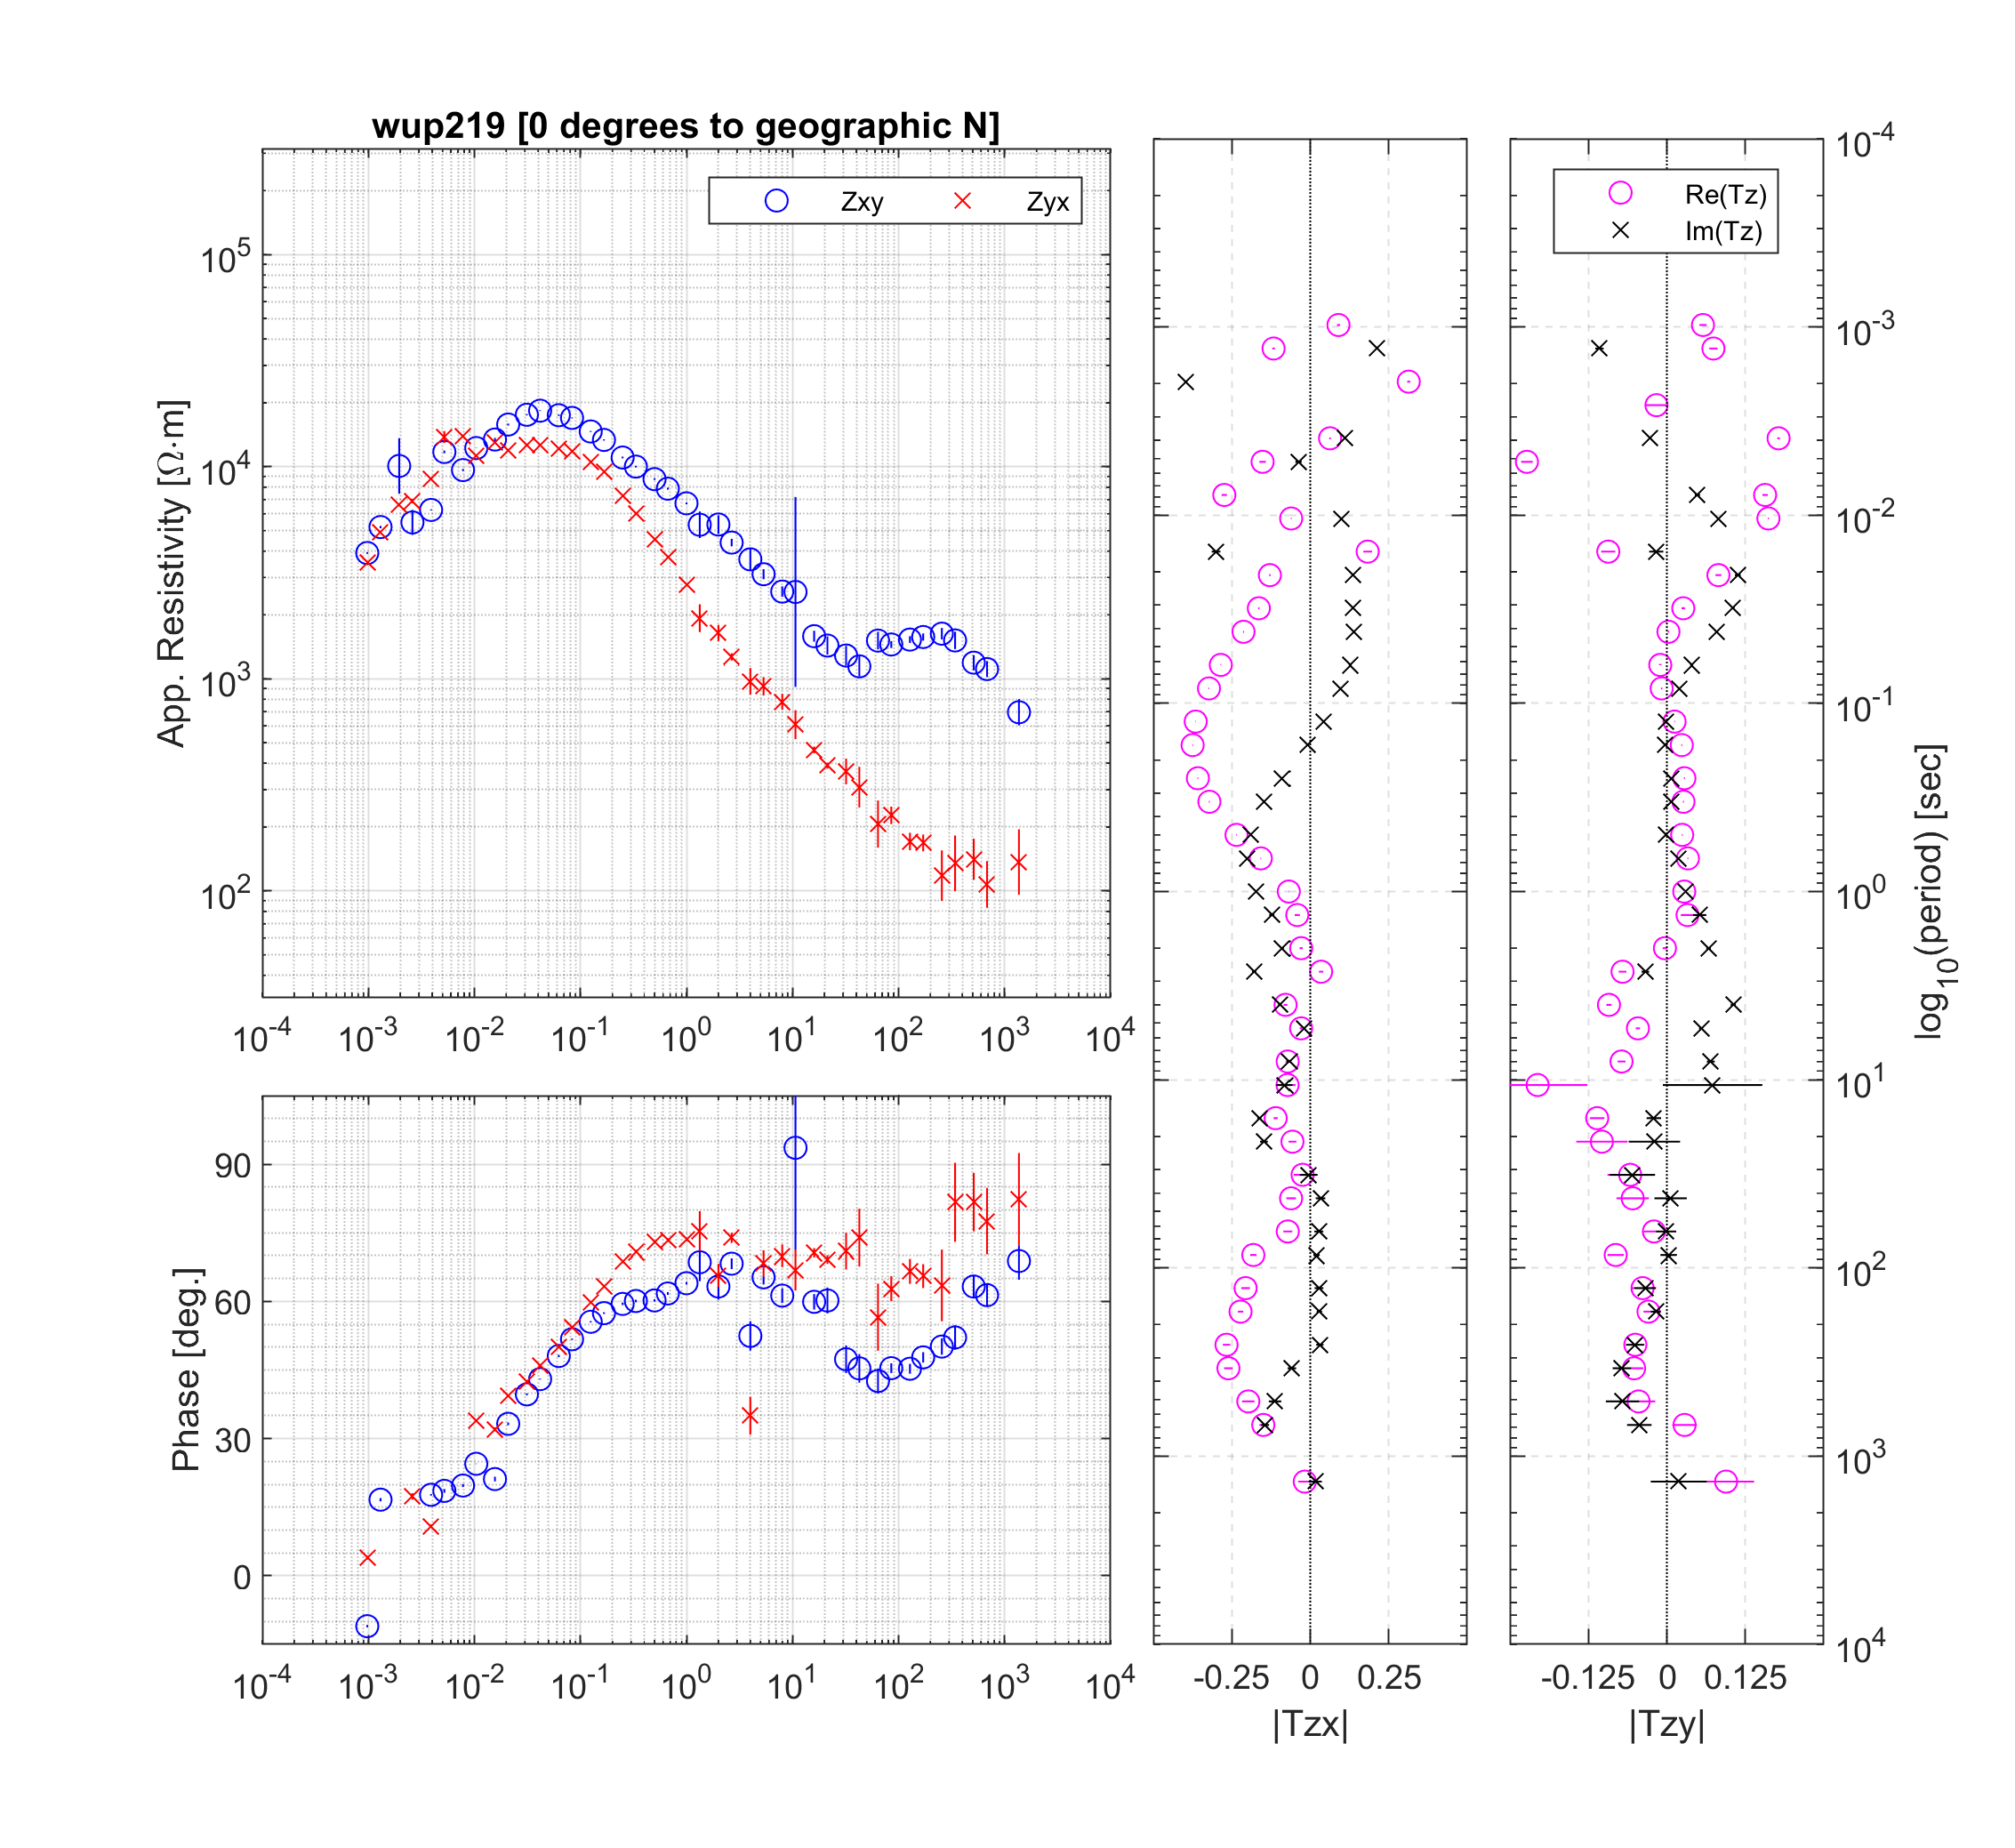 wup219 [0 degrees to geographic N]
Zxy Zyx
App. Resistivity [Ω·m]
10^5
10^4
10^3
10^2
10^-4 10^-3 10^-2 10^-1 10^0 10^1 10^2 10^3 10^4
Phase [deg.]
90
60
30
0
10^-4 10^-3 10^-2 10^-1 10^0 10^1 10^2 10^3 10^4
-0.25 0 0.25
|Tzx|
Re(Tz)
Im(Tz)
-0.125 0 0.125
|Tzy|
10^-4
10^-3
10^-2
10^-1
10^0
10^1
10^2
10^3
10^4
log_10(period) [sec]